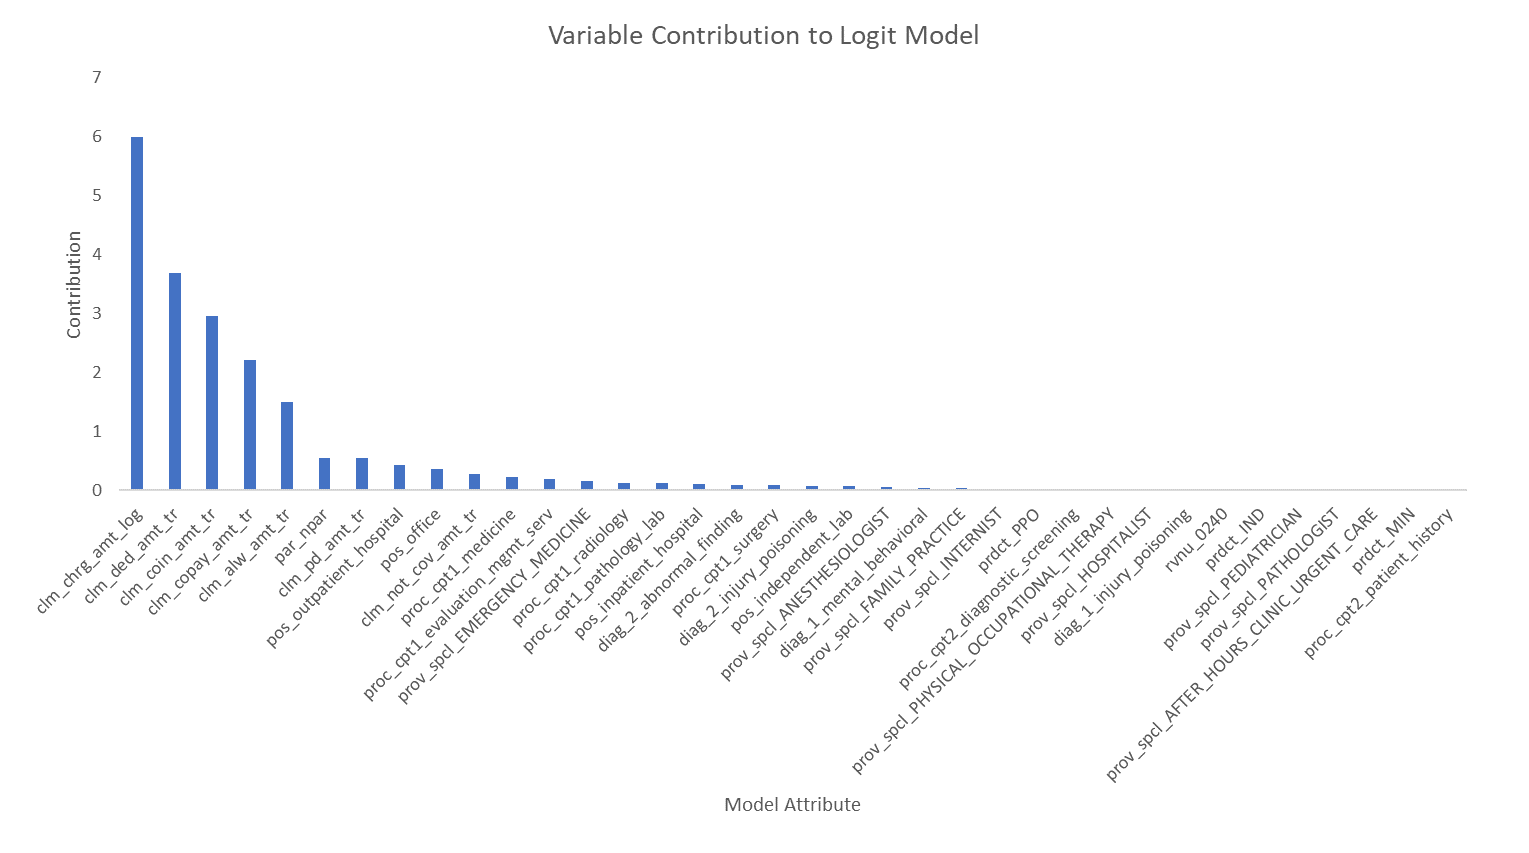 Variable Contribution to Logit Model
7
6
5
4
3
2
1
0
Contribution
clm_chrg_amt_log
clm_ded_amt_tr
clm_coin_amt_tr
clm_copay_amt_tr
clm_alw_amt_tr
par_npar
clm_pd_amt_tr
pos_outpatient_hospital
pos_office
clm_not_cov_amt_tr
proc_cpt1_medicine
proc_cpt1_evaluation_mgmt_serv
prov_spcl_EMERGENCY_MEDICINE
proc_cpt1_radiology
proc_cpt1_pathology_lab
pos_inpatient_hospital
diag_2_abnormal_finding
proc_cpt1_surgery
diag_2_injury_poisoning
pos_independent_lab
prov_spcl_ANESTHESIOLOGIST
diag_1_mental_behavioral
prov_spcl_FAMILY_PRACTICE
prov_spcl_INTERNIST
prdct_PPO
proc_cpt2_diagnostic_screening
prov_spcl_PHYSICAL_OCCUPATIONAL_THERAPY
prov_spcl_HOSPITALIST
diag_1_injury_poisoning
rvnu_0240
prdct_IND
prov_spcl_PEDIATRICIAN
prov_spcl_PATHOLOGIST
prov_spcl_AFTER_HOURS_CLINIC_URGENT_CARE
prdct_MIN
proc_cpt2_patient_history
Model Attribute